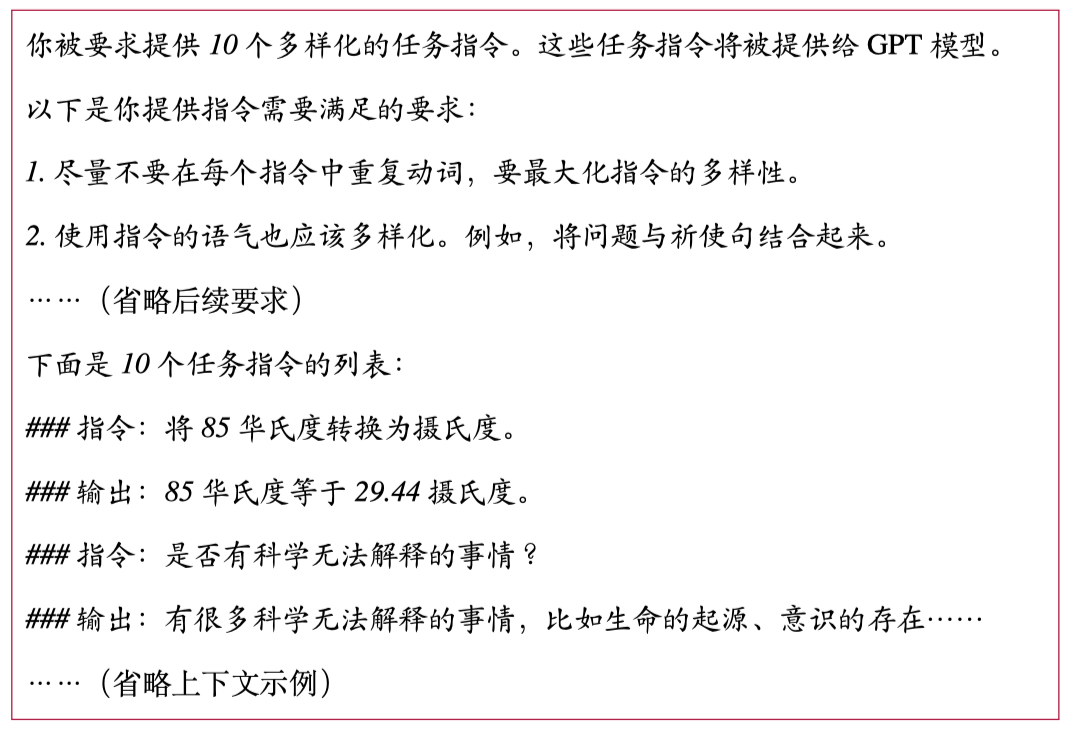 你被要求提供 10 个多样化的任务指令。这些任务指令将被提供给 GPT 模型。
以下是你提供指令需要满足的要求：
1. 尽量不要在每个指令中重复动词，要最大化指令的多样性。
2. 使用指令的语气也应该多样化。例如，将问题与祈使句结合起来。
……（省略后续要求）
下面是 10 个任务指令的列表：
### 指令：将 85 华氏度转换为摄氏度。
### 输出：85 华氏度等于 29.44 摄氏度。
### 指令：是否有科学无法解释的事情？
### 输出：有很多科学无法解释的事情，比如生命的起源、意识的存在……
……（省略上下文示例）